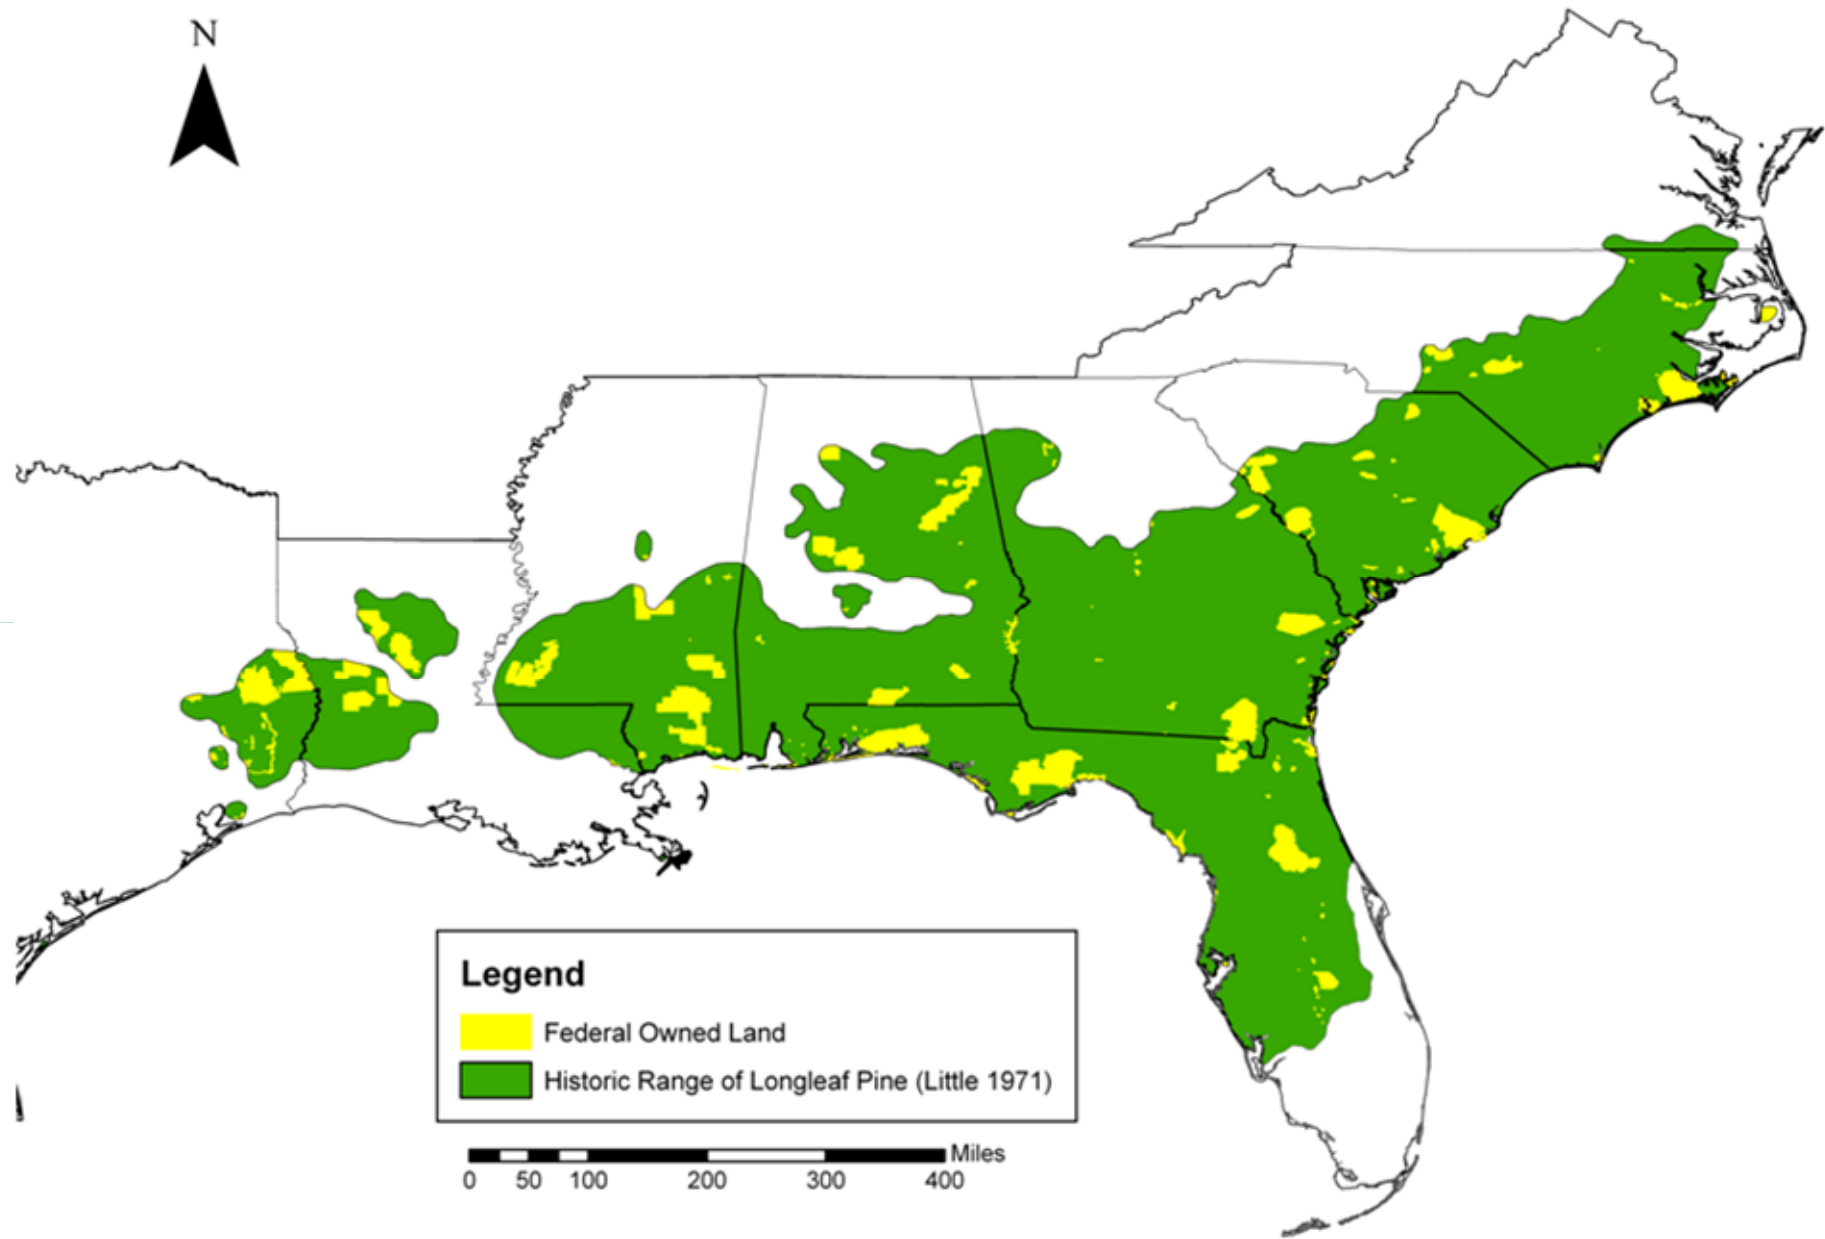 N
Legend
Federal Owned Land
Historic Range of Longleaf Pine (Little 1971)
Miles
0 50 100 200 300 400